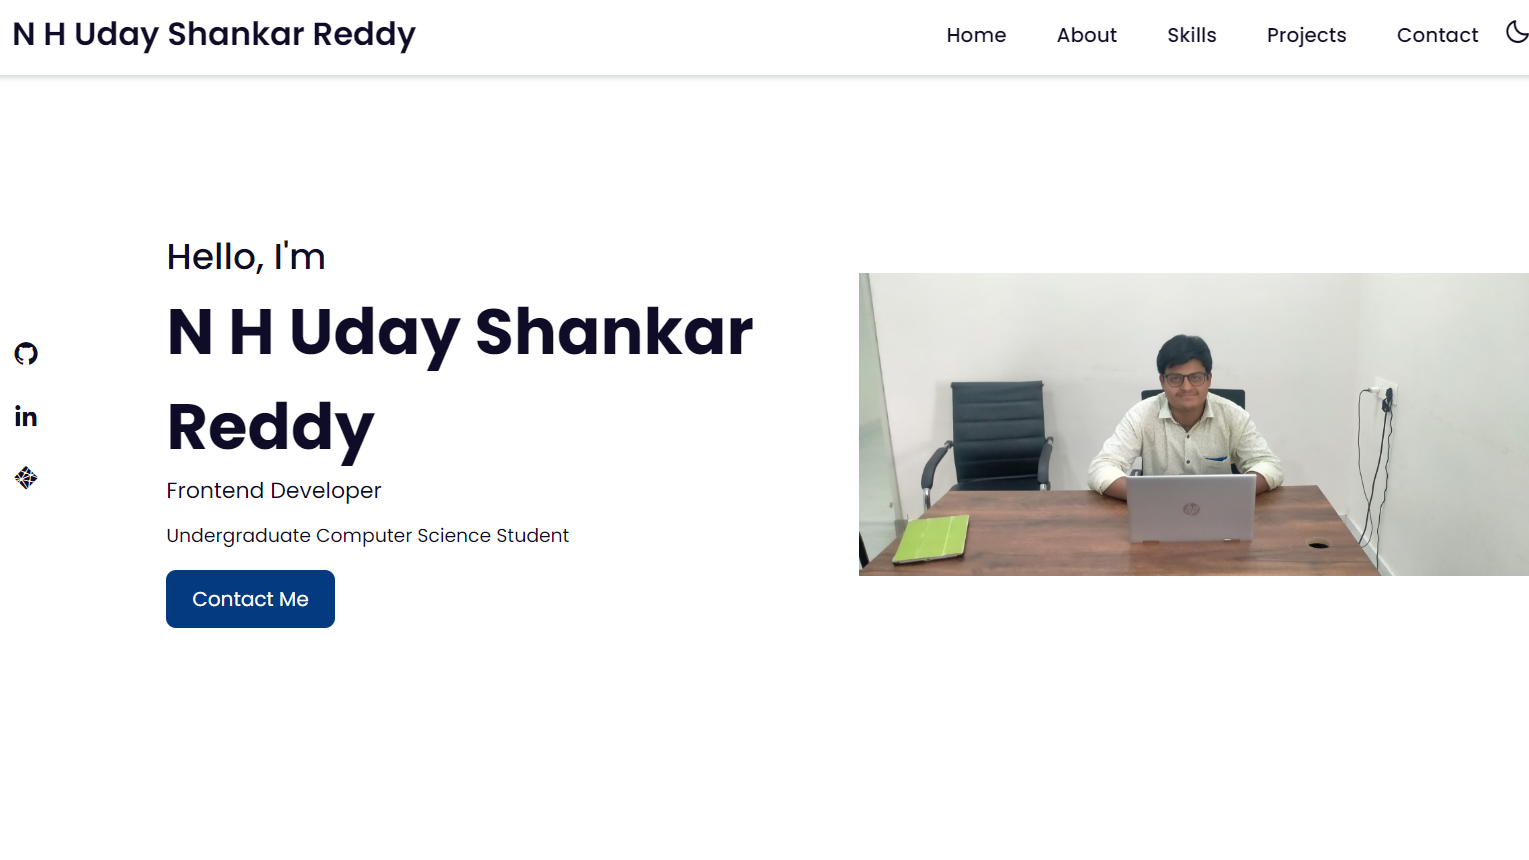 N H Uday Shankar Reddy
Home About Skills Projects Contact
Hello, I'm
N H Uday Shankar
Reddy
Frontend Developer
Undergraduate Computer Science Student
Contact Me